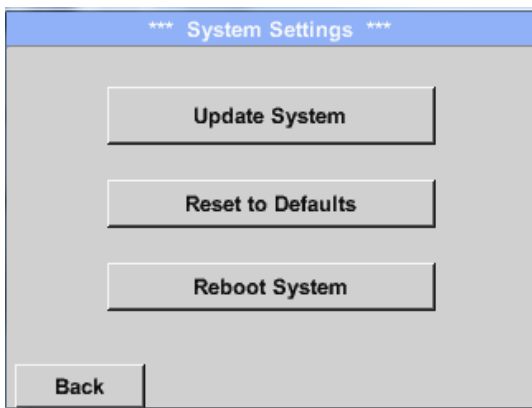 *** System Settings ***
Update System
Reset to Defaults
Reboot System
Back